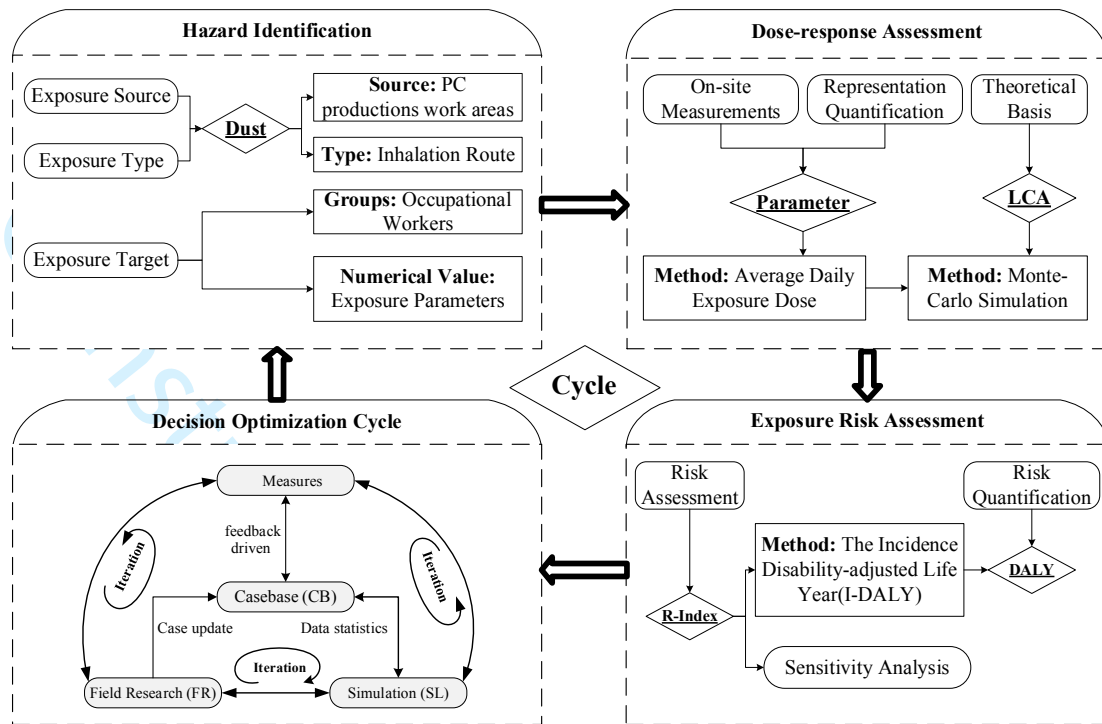 Hazard Identification
Exposure Source
Exposure Type
Dust
Source: PC
productions work areas
Type: Inhalation Route
Groups: Occupational
Workers
Exposure Target
Numerical Value:
Exposure Parameters
Dose-response Assessment
On-site
Measurements
Representation
Quantification
Theoretical
Basis
Parameter
LCA
Method: Average Daily
Exposure Dose
Method: Monte-
Carlo Simulation
Cycle
Decision Optimization Cycle
Measures
feedback
driven
Iteration
Iteration
Casebase (CB)
Case update
Data statistics
Iteration
Field Research (FR)
Simulation (SL)
Exposure Risk Assessment
Risk
Assessment
Risk
Quantification
Method: The Incidence
Disability-adjusted Life
Year(I-DALY)
DALY
R-Index
Sensitivity Analysis